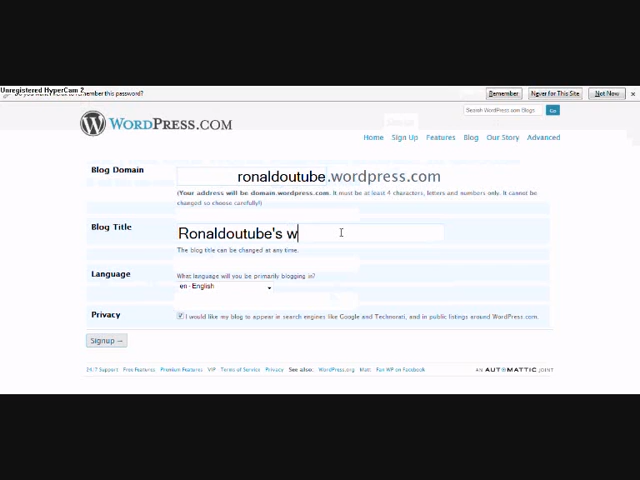 Unregistered HyperCam 2
remember this password?
Remember
Never for This Site
Not Now
Search WordPress.com Blogs
Go
WORDPRESS.COM
Home Sign Up Features Blog Our Story Advanced
Blog Domain
ronaldoutube.wordpress.com
(Your address will be domain.wordpress.com. It must be at least 4 characters, letters and numbers only. It cannot be
changed so choose carefully!)
Blog Title
Ronaldoutube's w
The blog title can be changed at any time.
Language
What language will you be primarily blogging in?
en - English
Privacy
I would like my blog to appear in search engines like Google and Technorati, and in public listings around WordPress.com.
Signup →
24/7 Support Free Features Premium Features VIP Terms of Service Privacy See also: WordPress.org Matt Fan WP on Facebook
AN AUTOMATTIC JOINT